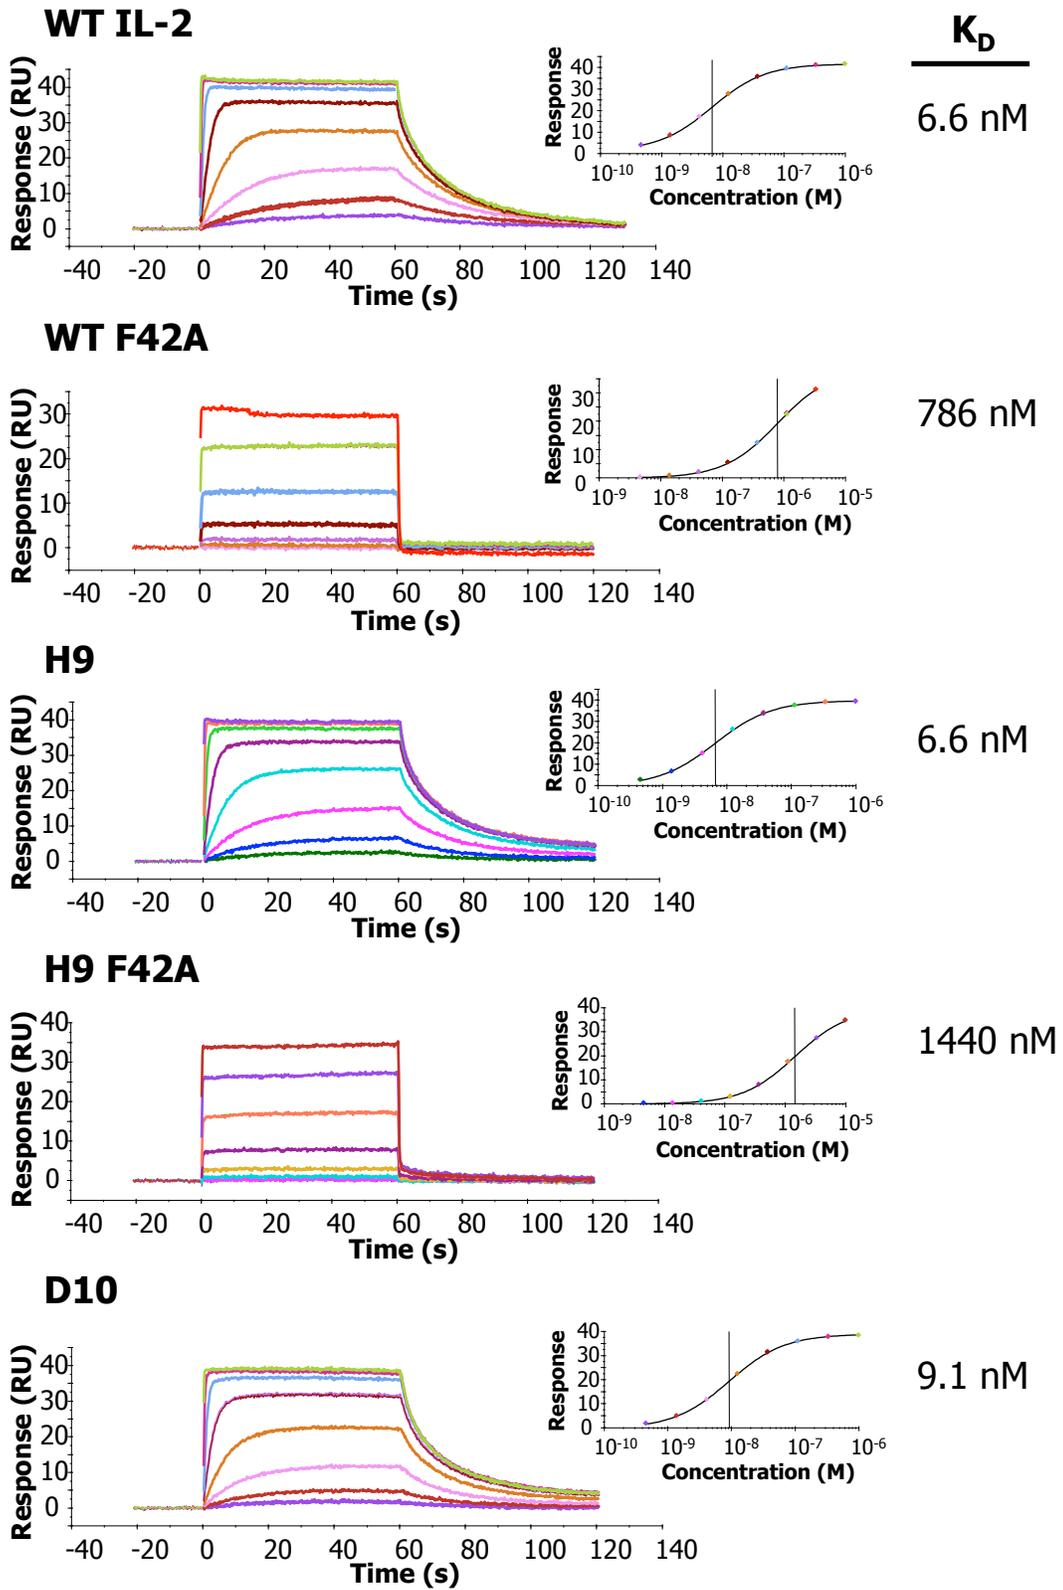 WT IL-2
K_D
Response (RU)
40
30
20
10
0
-40 -20 0 20 40 60 80 100 120 140
Time (s)
Response
40
30
20
10
0
10^-10 10^-9 10^-8 10^-7 10^-6
Concentration (M)
6.6 nM
WT F42A
Response (RU)
30
20
10
0
-40 -20 0 20 40 60 80 100 120 140
Time (s)
Response
30
20
10
0
10^-9 10^-8 10^-7 10^-6 10^-5
Concentration (M)
786 nM
H9
Response (RU)
40
30
20
10
0
-40 -20 0 20 40 60 80 100 120 140
Time (s)
Response
40
30
20
10
0
10^-10 10^-9 10^-8 10^-7 10^-6
Concentration (M)
6.6 nM
H9 F42A
Response (RU)
40
30
20
10
0
-40 -20 0 20 40 60 80 100 120 140
Time (s)
Response
40
30
20
10
0
10^-9 10^-8 10^-7 10^-6 10^-5
Concentration (M)
1440 nM
D10
Response (RU)
40
30
20
10
0
-40 -20 0 20 40 60 80 100 120 140
Time (s)
Response
40
30
20
10
0
10^-10 10^-9 10^-8 10^-7 10^-6
Concentration (M)
9.1 nM